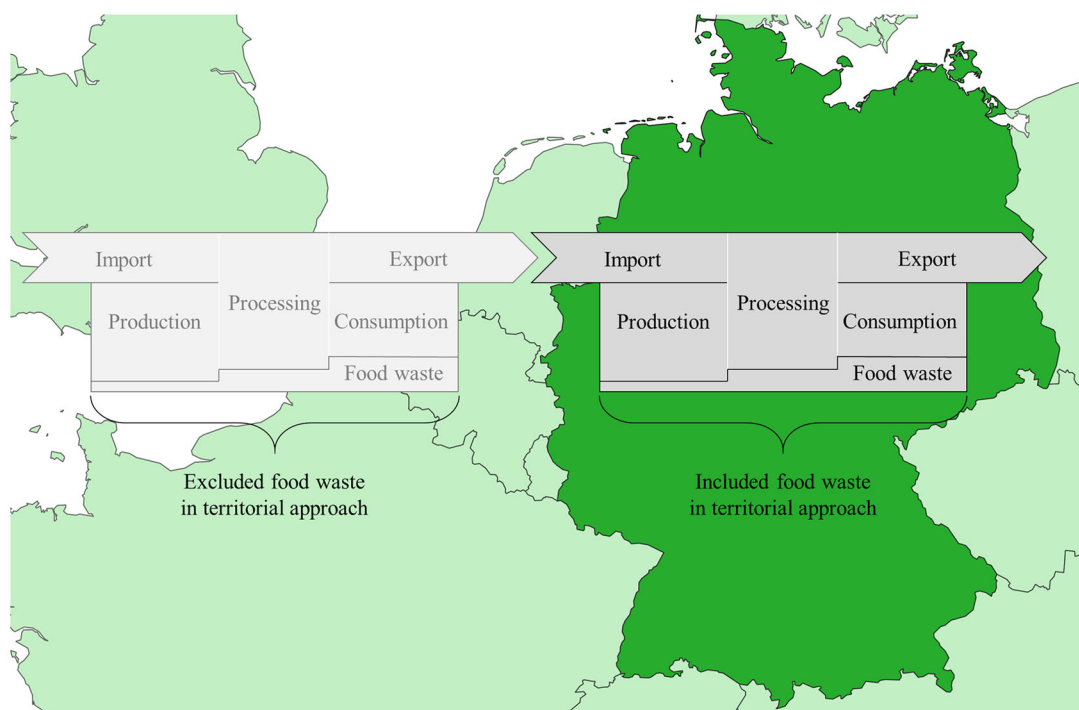 Import
Export
Production
Processing
Consumption
Food waste
Excluded food waste
in territorial approach
Import
Export
Production
Processing
Consumption
Food waste
Included food waste
in territorial approach